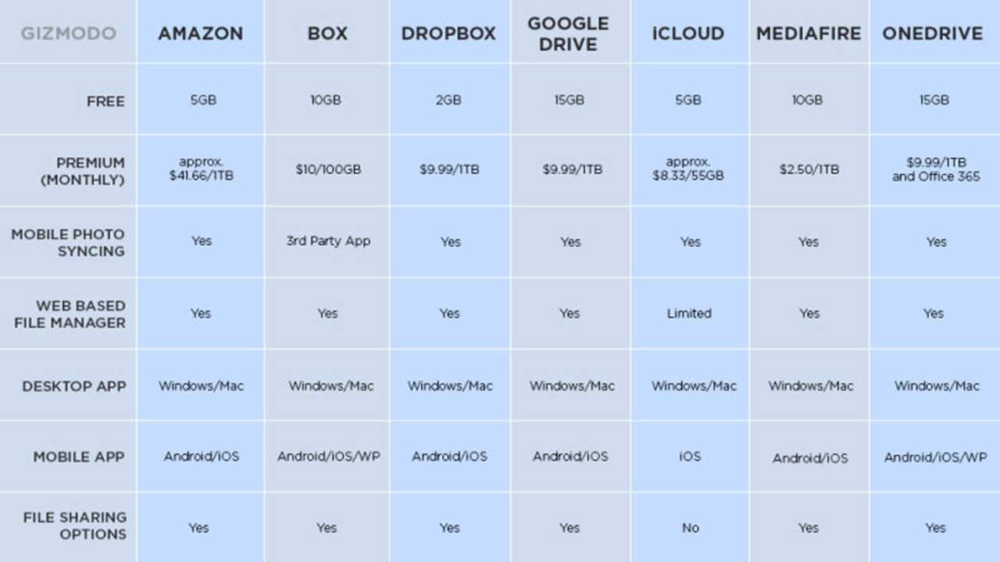 GIZMODO AMAZON BOX DROPBOX GOOGLE DRIVE iCLOUD MEDIAFIRE ONEDRIVE
FREE 5GB 10GB 2GB 15GB 5GB 10GB 15GB
PREMIUM (MONTHLY) approx. $41.66/1TB $10/100GB $9.99/1TB $9.99/1TB approx. $8.33/55GB $2.50/1TB $9.99/1TB and Office 365
MOBILE PHOTO SYNCING Yes 3rd Party App Yes Yes Yes Yes Yes
WEB BASED FILE MANAGER Yes Yes Yes Yes Limited Yes Yes
DESKTOP APP Windows/Mac Windows/Mac Windows/Mac Windows/Mac Windows/Mac Windows/Mac Windows/Mac
MOBILE APP Android/iOS Android/iOS/WP Android/iOS Android/iOS iOS Android/iOS Android/iOS/WP
FILE SHARING OPTIONS Yes Yes Yes Yes No Yes Yes